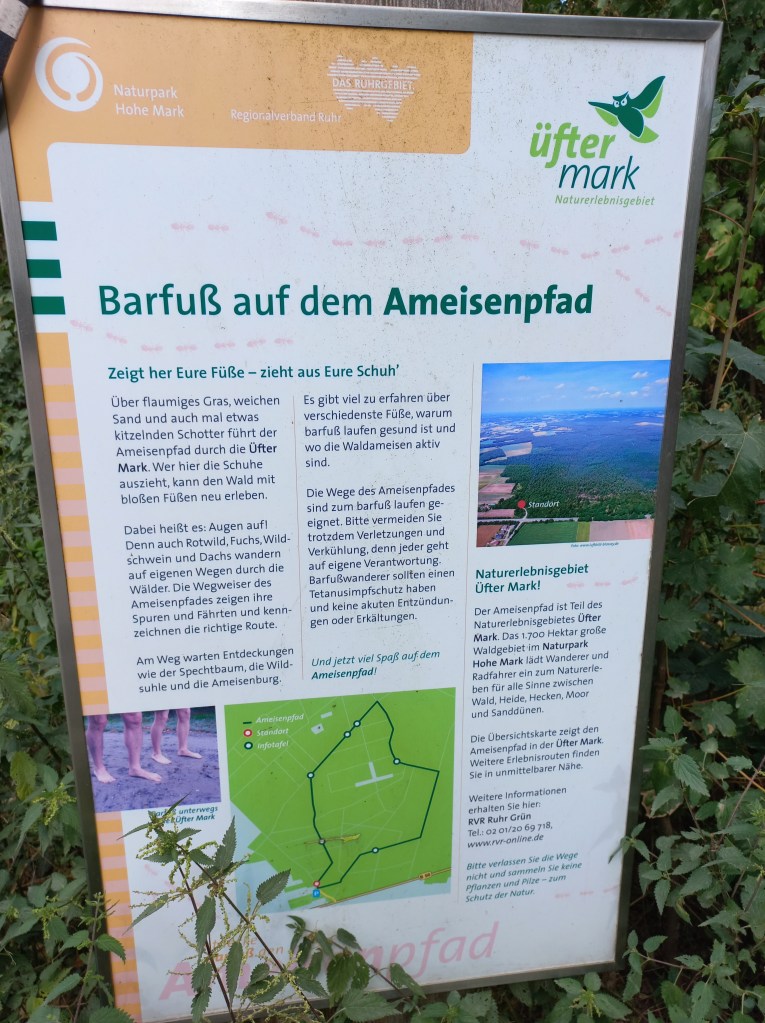 Naturpark
Hohe Mark
Regionalverband Ruhr
DAS RUHRGEBIET
üfter
mark
Naturerlebnisgebiet
Barfuß auf dem Ameisenpfad
Zeigt her Eure Füße – zieht aus Eure Schuh’
Über flaumiges Gras, weichen
Sand und auch mal etwas
kitzelnden Schotter führt der
Ameisenpfad durch die Üfter
Mark. Wer hier die Schuhe
auszieht, kann den Wald mit
bloßen Füßen neu erleben.
Dabei heißt es: Augen auf!
Denn auch Rotwild, Fuchs, Wild-
schwein und Dachs wandern
auf eigenen Wegen durch die
Wälder. Die Wegweiser des
Ameisenpfades zeigen ihre
Spuren und Fährten und kenn-
zeichnen die richtige Route.
Am Weg warten Entdeckungen
wie der Spechtbaum, die Wild-
suhle und die Ameisenburg.
Es gibt viel zu erfahren über
verschiedenste Füße, warum
barfuß laufen gesund ist und
wo die Waldameisen aktiv
sind.
Die Wege des Ameisenpfades
sind zum barfuß laufen ge-
eignet. Bitte vermeiden Sie
trotzdem Verletzungen und
Verkühlung, denn jeder geht
auf eigene Verantwortung.
Barfußwanderer sollten einen
Tetanusimpfschutz haben
und keine akuten Entzündun-
gen oder Erkältungen.
Und jetzt viel Spaß auf dem
Ameisenpfad!
Standort
Naturerlebnisgebiet
Üfter Mark!
Der Ameisenpfad ist Teil des
Naturerlebnisgebietes Üfter
Mark. Das 1.700 Hektar große
Waldgebiet im Naturpark
Hohe Mark lädt Wanderer und
Radfahrer ein zum Naturerle-
ben für alle Sinne zwischen
Wald, Heide, Hecken, Moor
und Sanddünen.
Die Übersichtskarte zeigt den
Ameisenpfad in der Üfter Mark.
Weitere Erlebnisrouten finden
Sie in unmittelbarer Nähe.
Weitere Informationen
erhalten Sie hier:
RVR Ruhr Grün
Tel.: 02 01/20 69 718,
www.rvr-online.de
Bitte verlassen Sie die Wege
nicht und sammeln Sie keine
Pflanzen und Pilze – zum
Schutz der Natur.
Ameisenpfad
Standort
Infotafel
unterwegs
Üfter Mark